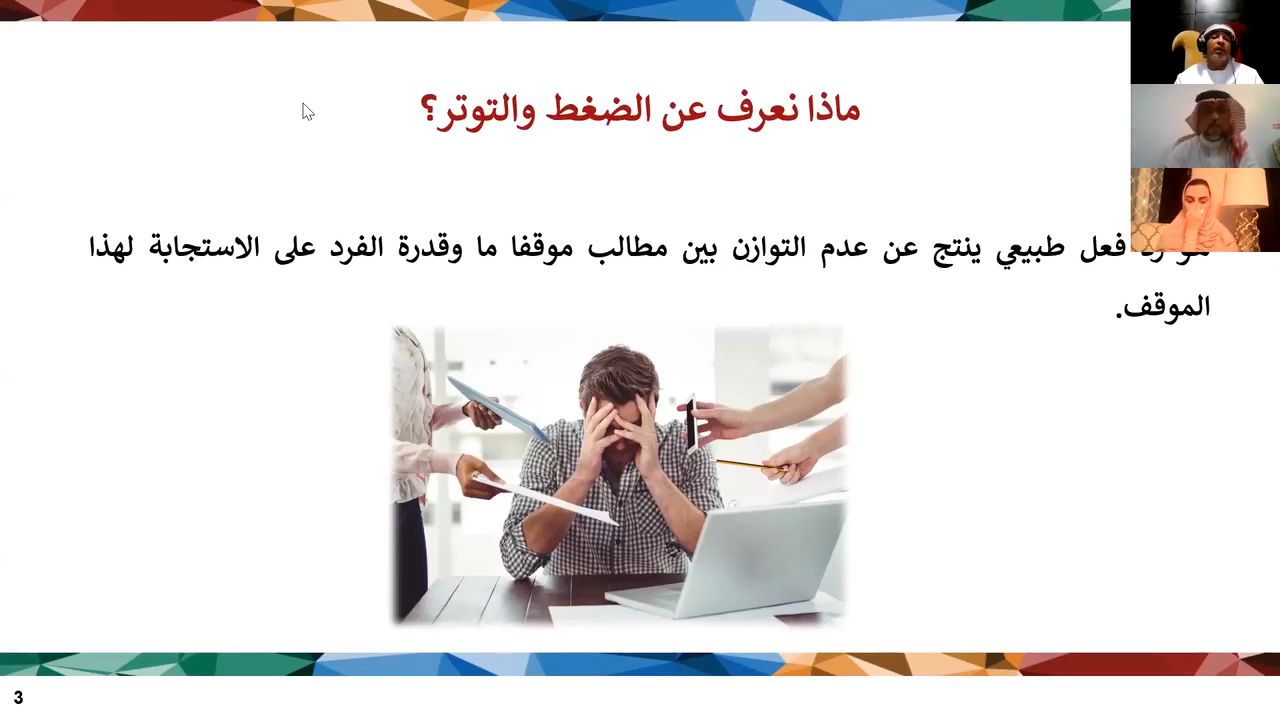 ماذا نعرف عن الضغط والتوتر؟
فعل طبيعي ينتج عن عدم التوازن بين مطالب موقفا ما وقدرة الفرد على الاستجابة لهذا
الموقف.
3